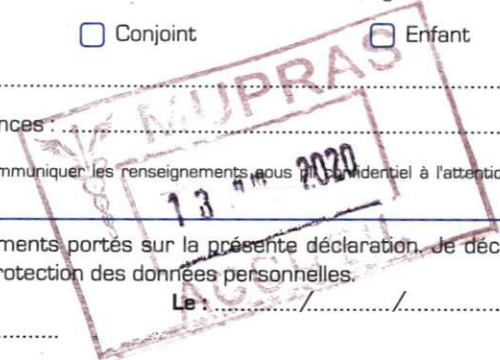 Conjoint Enfant
MUPRAS
nces :
mmuniquer les renseignements sous pli confidentiel à l'attentio
13 2020
ments portés sur la présente déclaration. Je déc
rotection des données personnelles.
ACCUEIL
Le : ........../........../..........